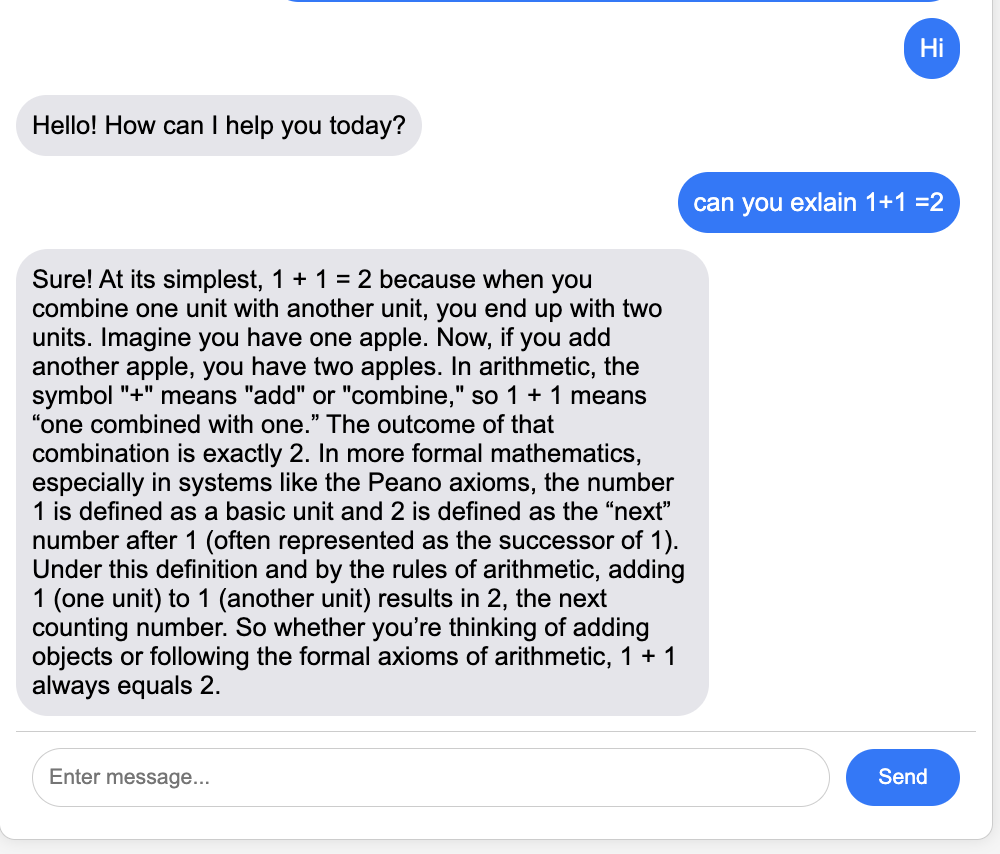 Hi
Hello! How can I help you today?
can you exlain 1+1 =2
Sure! At its simplest, 1 + 1 = 2 because when you
combine one unit with another unit, you end up with two
units. Imagine you have one apple. Now, if you add
another apple, you have two apples. In arithmetic, the
symbol "+" means "add" or "combine," so 1 + 1 means
“one combined with one.” The outcome of that
combination is exactly 2. In more formal mathematics,
especially in systems like the Peano axioms, the number
1 is defined as a basic unit and 2 is defined as the “next”
number after 1 (often represented as the successor of 1).
Under this definition and by the rules of arithmetic, adding
1 (one unit) to 1 (another unit) results in 2, the next
counting number. So whether you’re thinking of adding
objects or following the formal axioms of arithmetic, 1 + 1
always equals 2.
Enter message...
Send